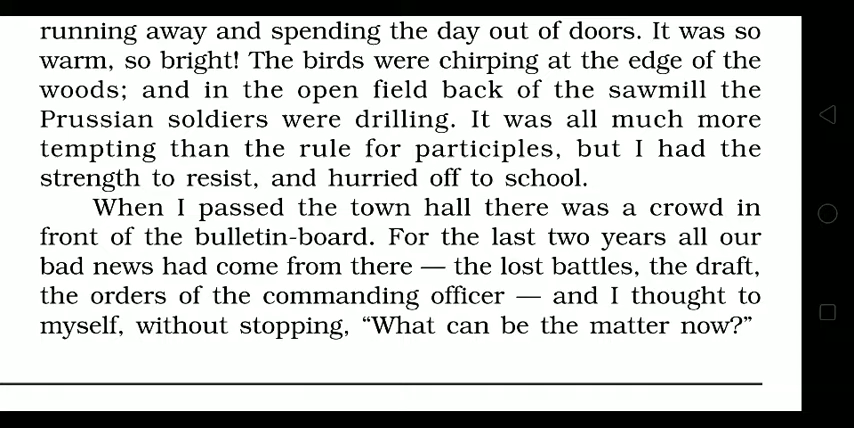 running away and spending the day out of doors. It was so
warm, so bright! The birds were chirping at the edge of the
woods; and in the open field back of the sawmill the
Prussian soldiers were drilling. It was all much more
tempting than the rule for participles, but I had the
strength to resist, and hurried off to school.
When I passed the town hall there was a crowd in
front of the bulletin-board. For the last two years all our
bad news had come from there — the lost battles, the draft,
the orders of the commanding officer — and I thought to
myself, without stopping, “What can be the matter now?”